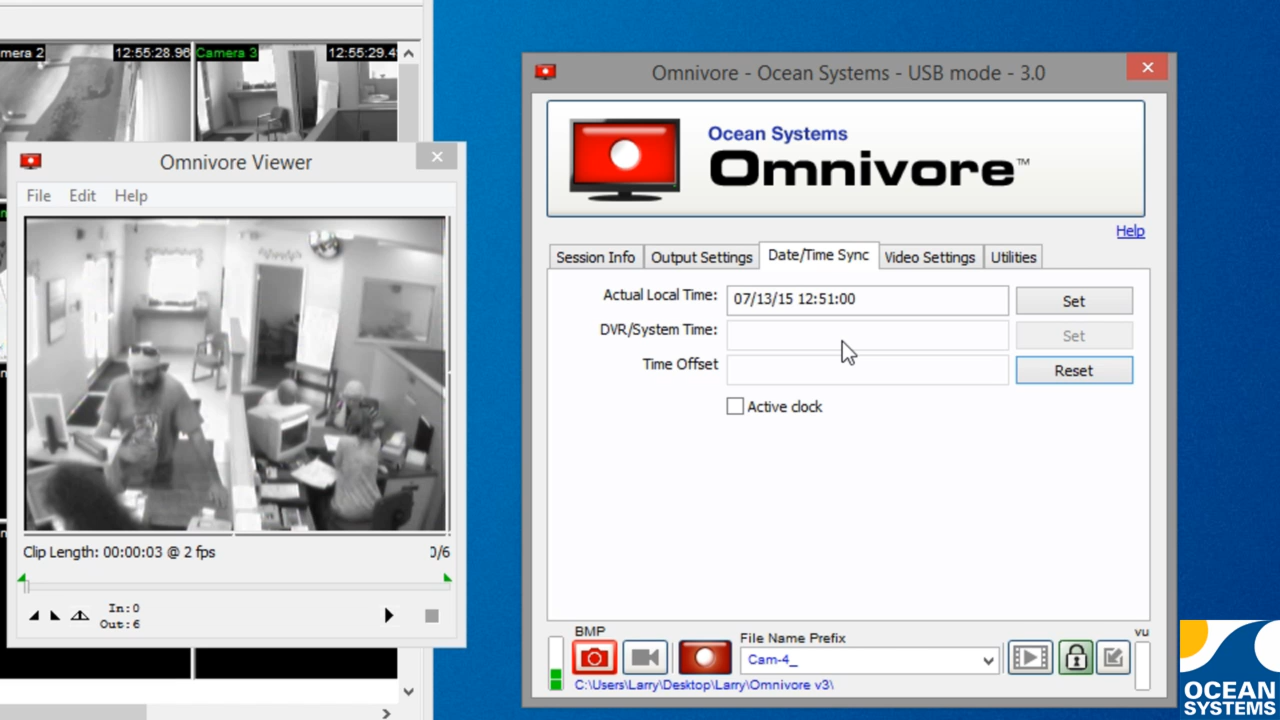 mera 2
12:55:28.96
Camera 3
12:55:29.4
Omnivore Viewer
File Edit Help
Clip Length: 00:00:03 @ 2 fps
0/6
In:0
Out:6
Omnivore - Ocean Systems - USB mode - 3.0
Ocean Systems
Omnivore™
Help
Session Info Output Settings Date/Time Sync Video Settings Utilities
Actual Local Time: 07/13/15 12:51:00 Set
DVR/System Time: Set
Time Offset Reset
Active clock
BMP
File Name Prefix
vu
Cam-4_
C:\Users\Larry\Desktop\Larry\Omnivore v3\
OCEAN
SYSTEMS